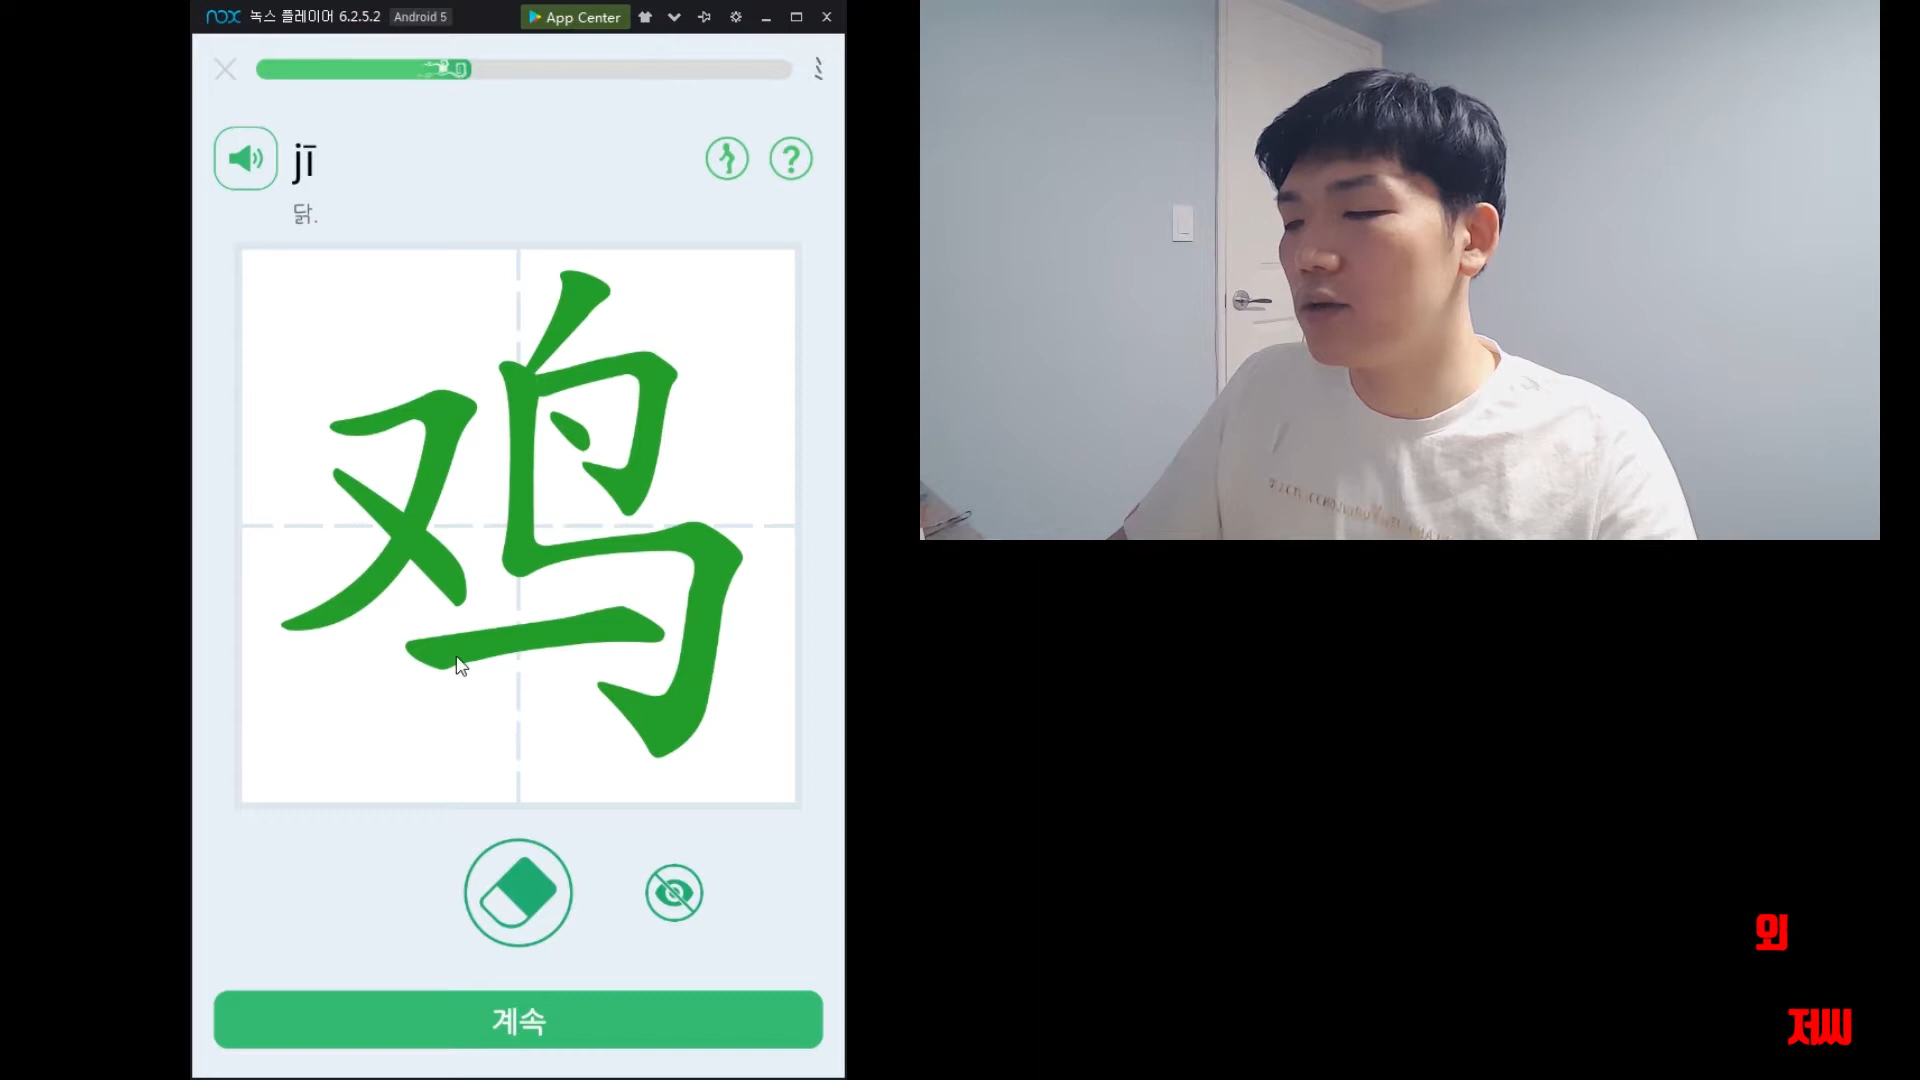 nox 녹스 플레이어 6.2.5.2 Android 5 App Center
jī
닭.
鸡
계속
외
저씨